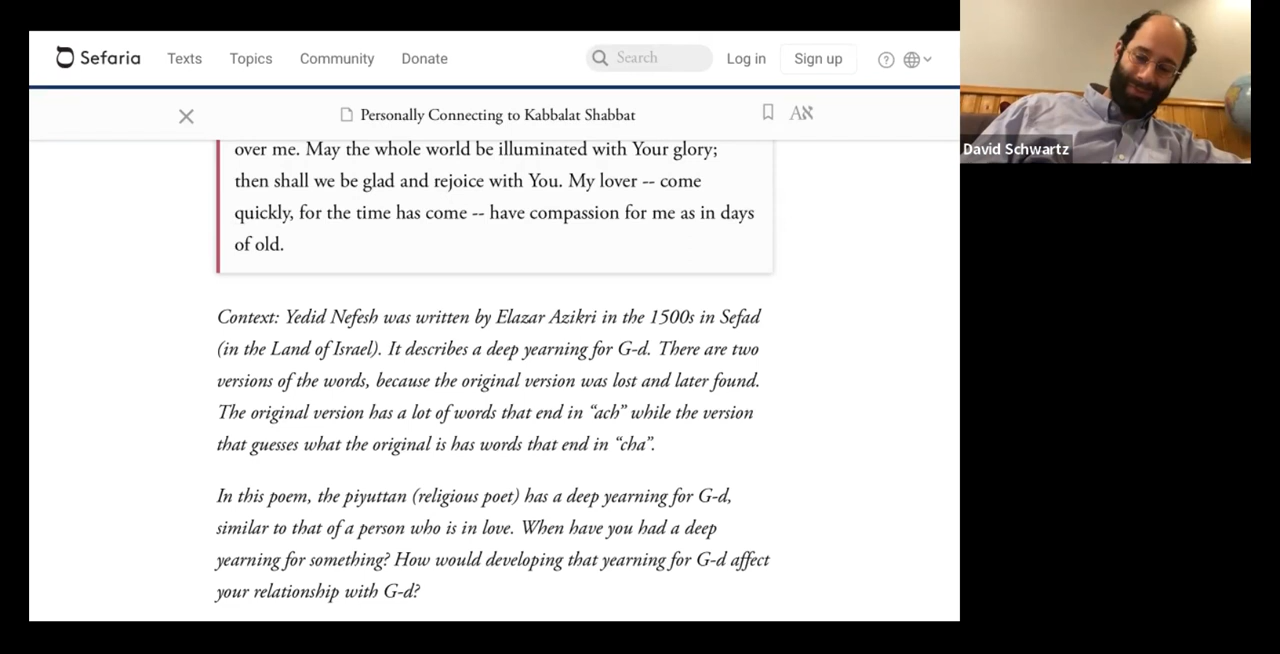 Sefaria Texts Topics Community Donate Search Log in Sign up
Personally Connecting to Kabbalat Shabbat Aא
over me. May the whole world be illuminated with Your glory;
then shall we be glad and rejoice with You. My lover -- come
quickly, for the time has come -- have compassion for me as in days
of old.
Context: Yedid Nefesh was written by Elazar Azikri in the 1500s in Sefad
(in the Land of Israel). It describes a deep yearning for G-d. There are two
versions of the words, because the original version was lost and later found.
The original version has a lot of words that end in “ach” while the version
that guesses what the original is has words that end in “cha”.
In this poem, the piyuttan (religious poet) has a deep yearning for G-d,
similar to that of a person who is in love. When have you had a deep
yearning for something? How would developing that yearning for G-d affect
your relationship with G-d?
David Schwartz